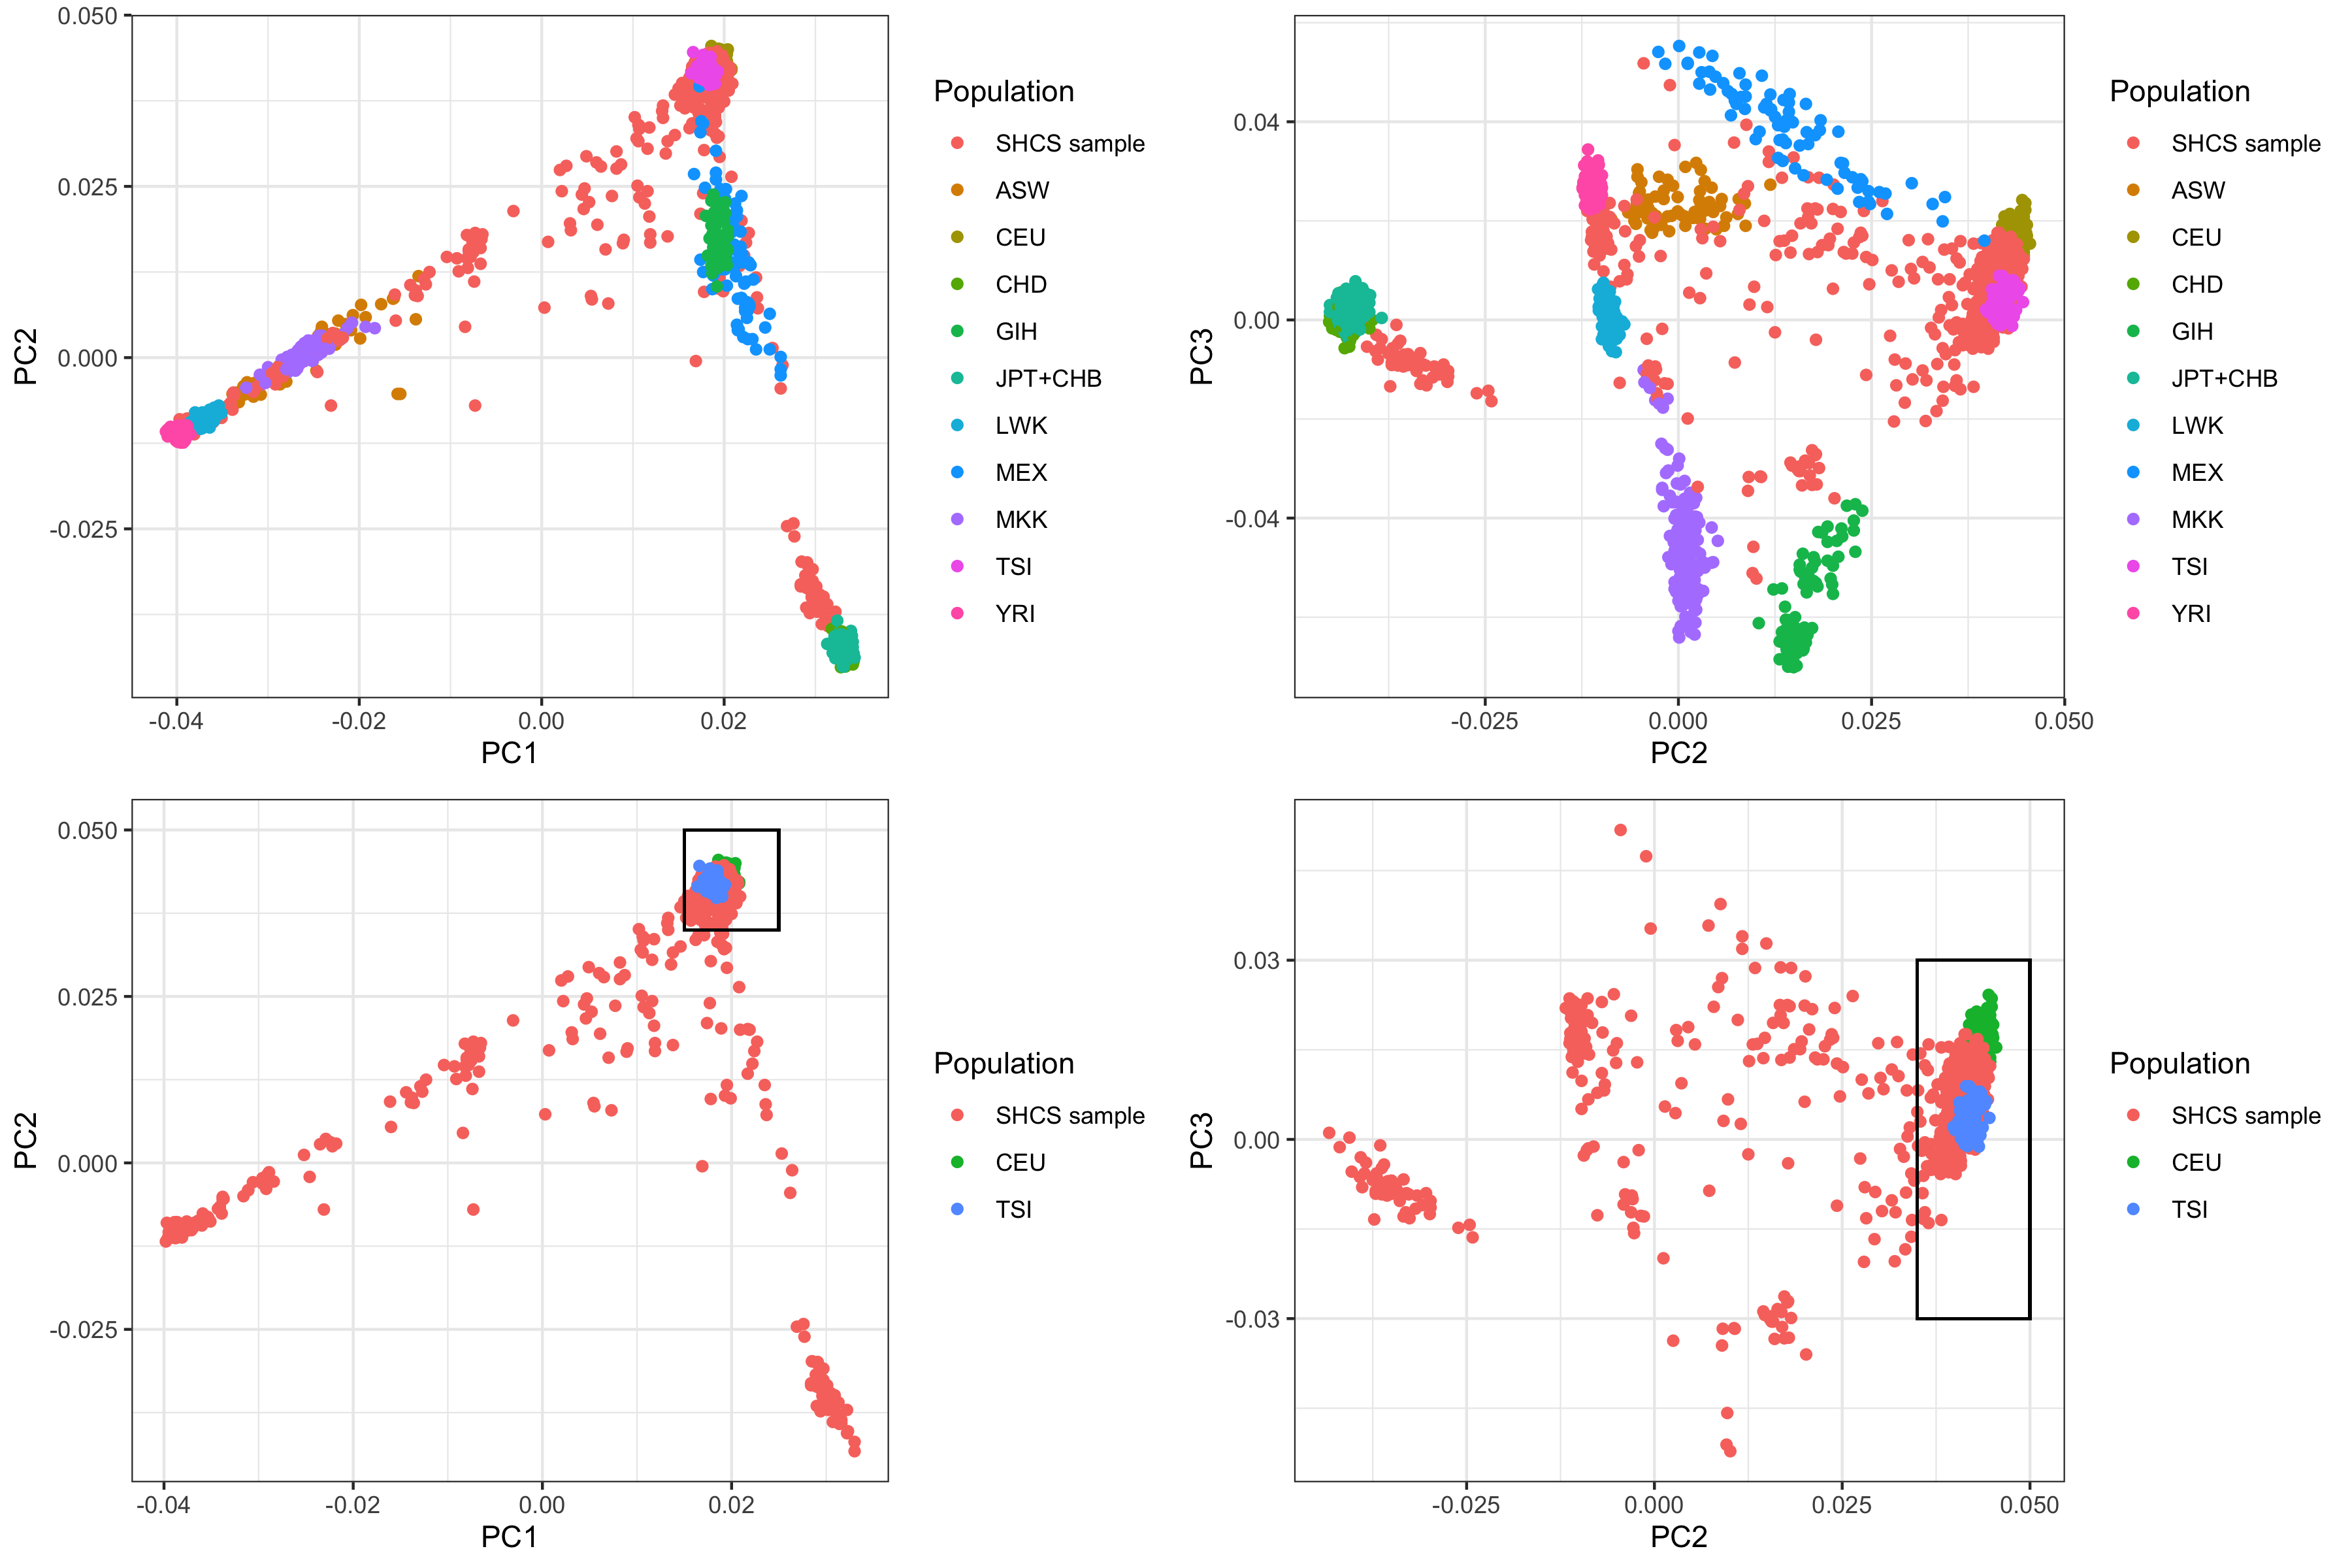 0.050
0.025
0.000
-0.025
PC2
-0.04
-0.02
0.00
0.02
PC1
Population
SHCS sample
ASW
CEU
CHD
GIH
JPT+CHB
LWK
MEX
MKK
TSI
YRI
0.04
0.00
-0.04
PC3
-0.025
0.000
0.025
0.050
PC2
Population
SHCS sample
ASW
CEU
CHD
GIH
JPT+CHB
LWK
MEX
MKK
TSI
YRI
0.050
0.025
0.000
-0.025
PC2
-0.04
-0.02
0.00
0.02
PC1
Population
SHCS sample
CEU
TSI
0.03
0.00
-0.03
PC3
-0.025
0.000
0.025
0.050
PC2
Population
SHCS sample
CEU
TSI